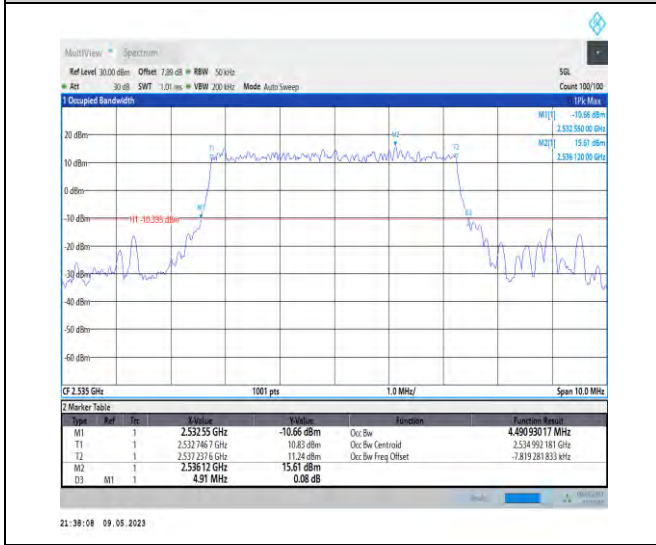 MultiView Spectrum
Ref Level 30.00 dBm Offset 7.89 dB RBW 50 kHz SGL
Att 30 dB SWT 1.01 ms VBW 200 kHz Mode Auto Sweep Count 100/100
1 Occupied Bandwidth 1Pk Max
M1[1] -10.66 dBm
2.532 550 00 GHz
M2[1] 15.61 dBm
2.536 120 00 GHz
20 dBm
T1 M2 T2
10 dBm
0 dBm
M1 D3
-10 dBm H1 -10.395 dBm
-20 dBm
-30 dBm
-40 dBm
-50 dBm
-60 dBm
CF 2.535 GHz 1001 pts 1.0 MHz/ Span 10.0 MHz
2 Marker Table
Type Ref Trc X-Value Y-Value Function Function Result
M1 1 2.53255 GHz -10.66 dBm Occ Bw 4.490 930 17 MHz
T1 1 2.532 746 7 GHz 10.83 dBm Occ Bw Centroid 2.534 992 181 GHz
T2 1 2.537 237 6 GHz 11.24 dBm Occ Bw Freq Offset -7.819 281 833 kHz
M2 1 2.53612 GHz 15.61 dBm
D3 M1 1 4.91 MHz 0.08 dB
21:38:08 09.05.2023